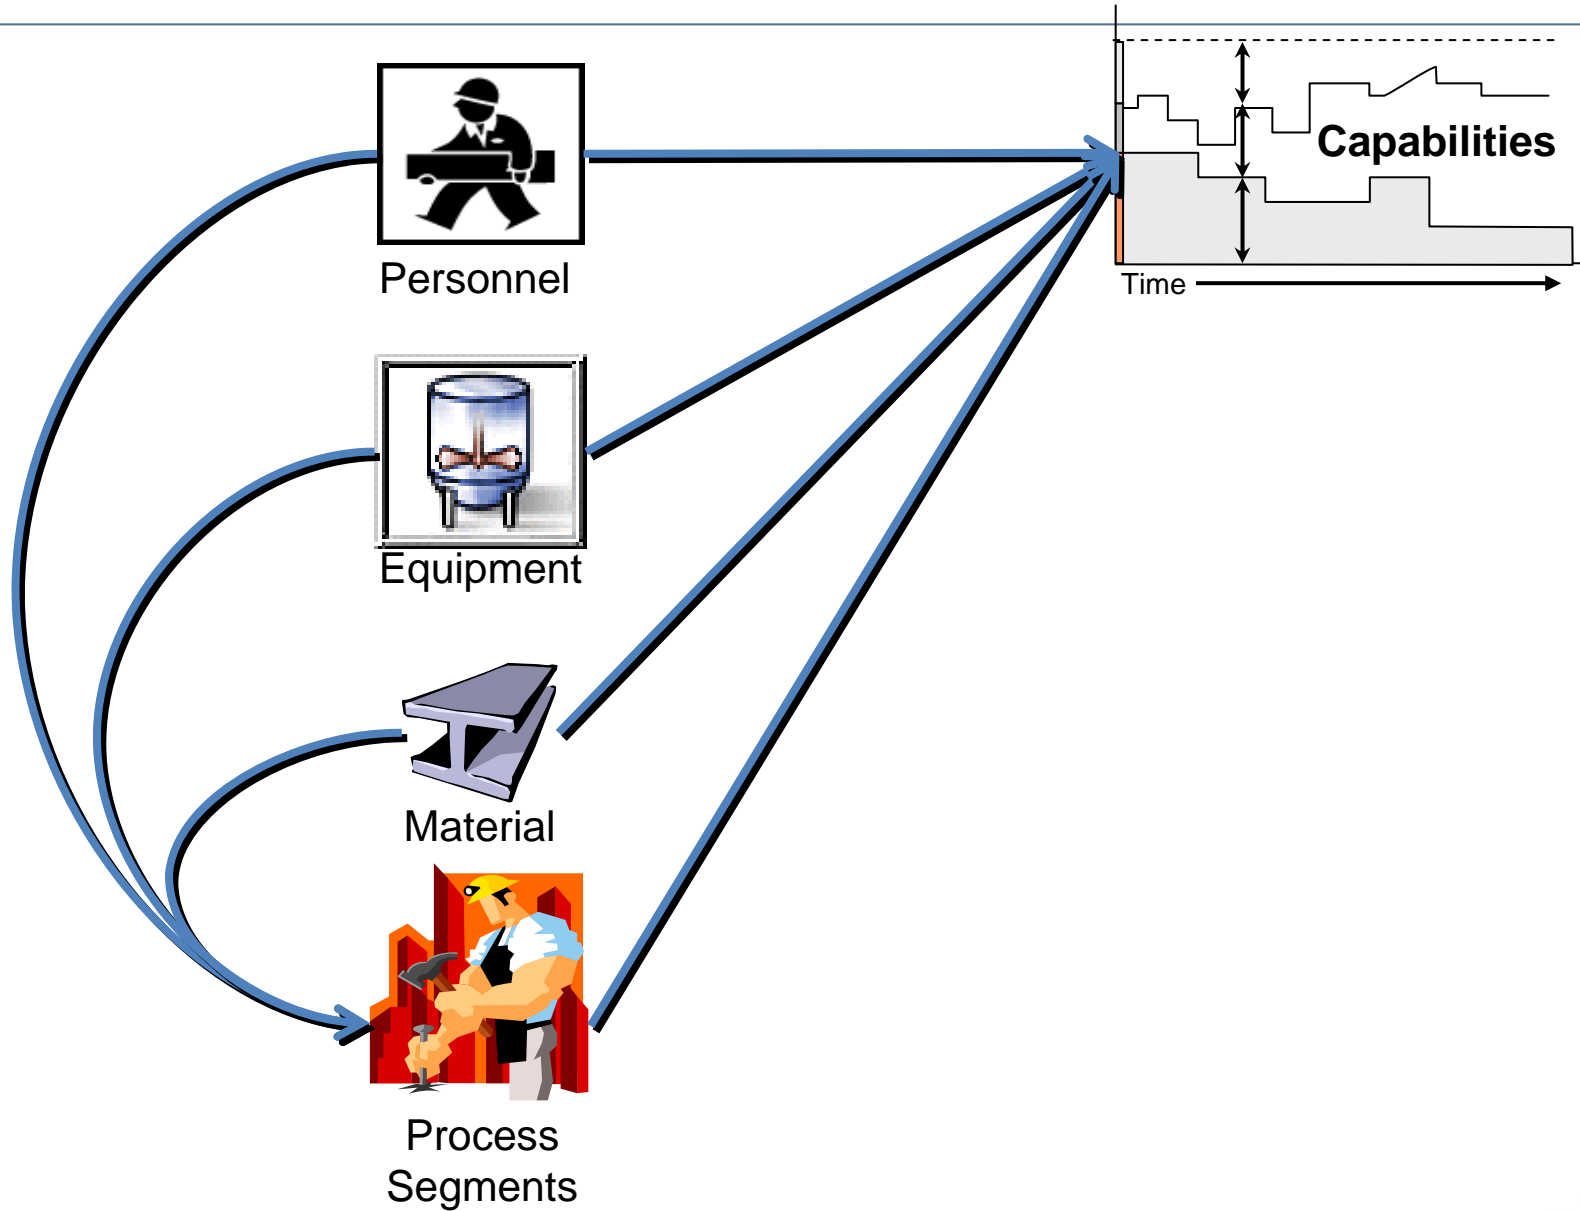 Capabilities
Time
Personnel
Equipment
Material
Process
Segments